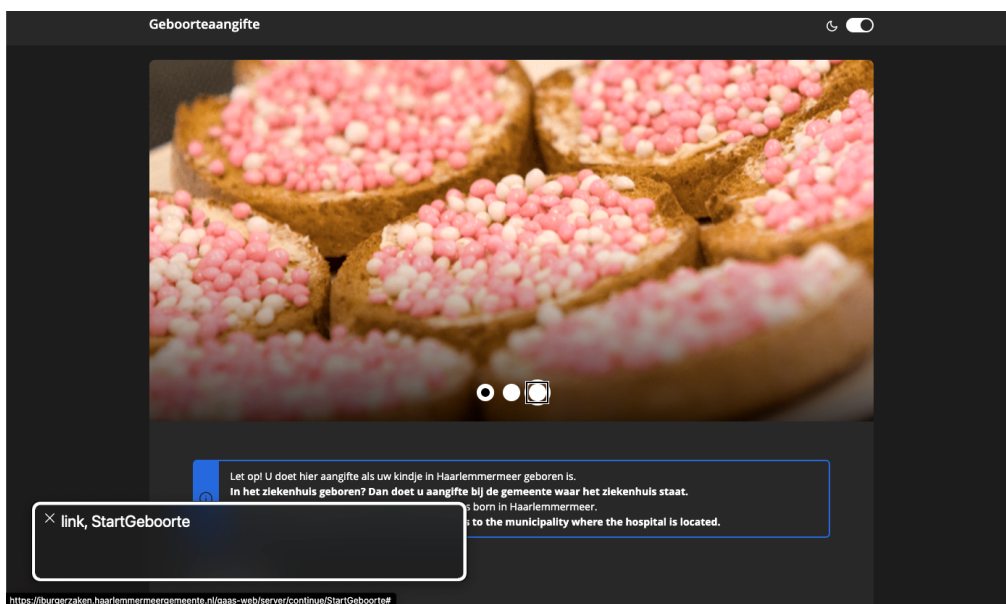 Geboorteaangifte
Let op! U doet hier aangifte als uw kindje in Haarlemmermeer geboren is.
In het ziekenhuis geboren? Dan doet u aangifte bij de gemeente waar het ziekenhuis staat.
s born in Haarlemmermeer.
to the municipality where the hospital is located.
link, StartGeboorte
https://iburgerzaken.haarlemmermeergemeente.nl/gaas-web/server/continue/StartGeboorte#